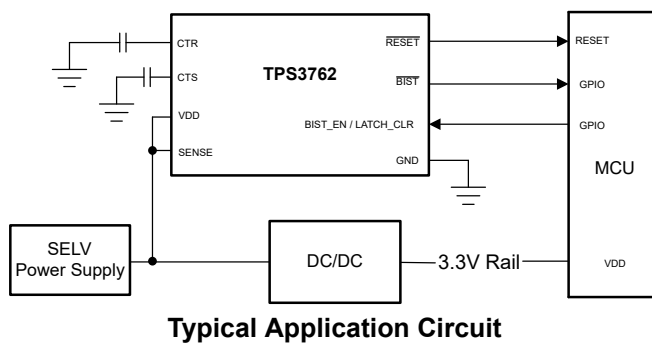 CTR
CTS
VDD
SENSE
TPS3762
RESET
BIST
BIST_EN / LATCH_CLR
GND
RESET
GPIO
GPIO
MCU
VDD
SELV
Power Supply
DC/DC
3.3V Rail
Typical Application Circuit